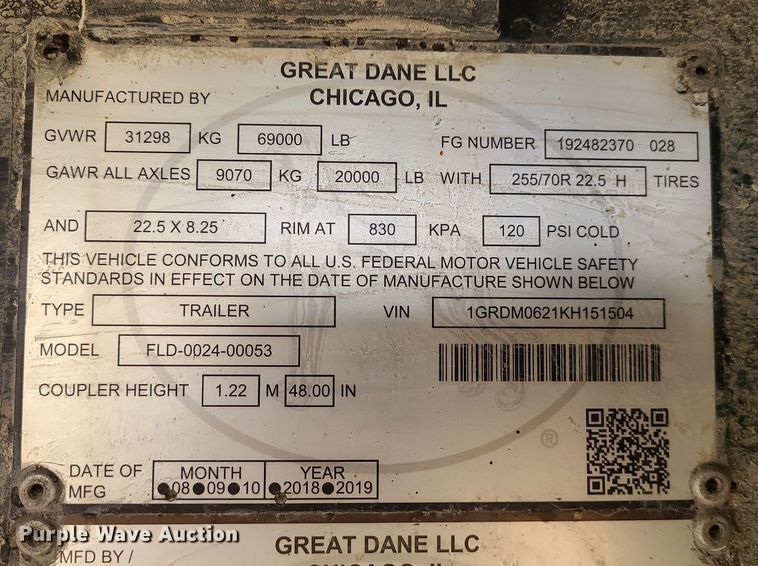 GREAT DANE LLC
MANUFACTURED BY CHICAGO, IL
GVWR 31298 KG 69000 LB FG NUMBER 192482370 028
GAWR ALL AXLES 9070 KG 20000 LB WITH 255/70R 22.5 H TIRES
AND 22.5 X 8.25 RIM AT 830 KPA 120 PSI COLD
THIS VEHICLE CONFORMS TO ALL U.S. FEDERAL MOTOR VEHICLE SAFETY
STANDARDS IN EFFECT ON THE DATE OF MANUFACTURE SHOWN BELOW
TYPE TRAILER VIN 1GRDM0621KH151504
MODEL FLD-0024-00053
COUPLER HEIGHT 1.22 M 48.00 IN
®
DATE OF MFG MONTH YEAR
08 09 10 2018 2019
Purple Wave Auction
MFD BY / GREAT DANE LLC
CHICAGO, IL